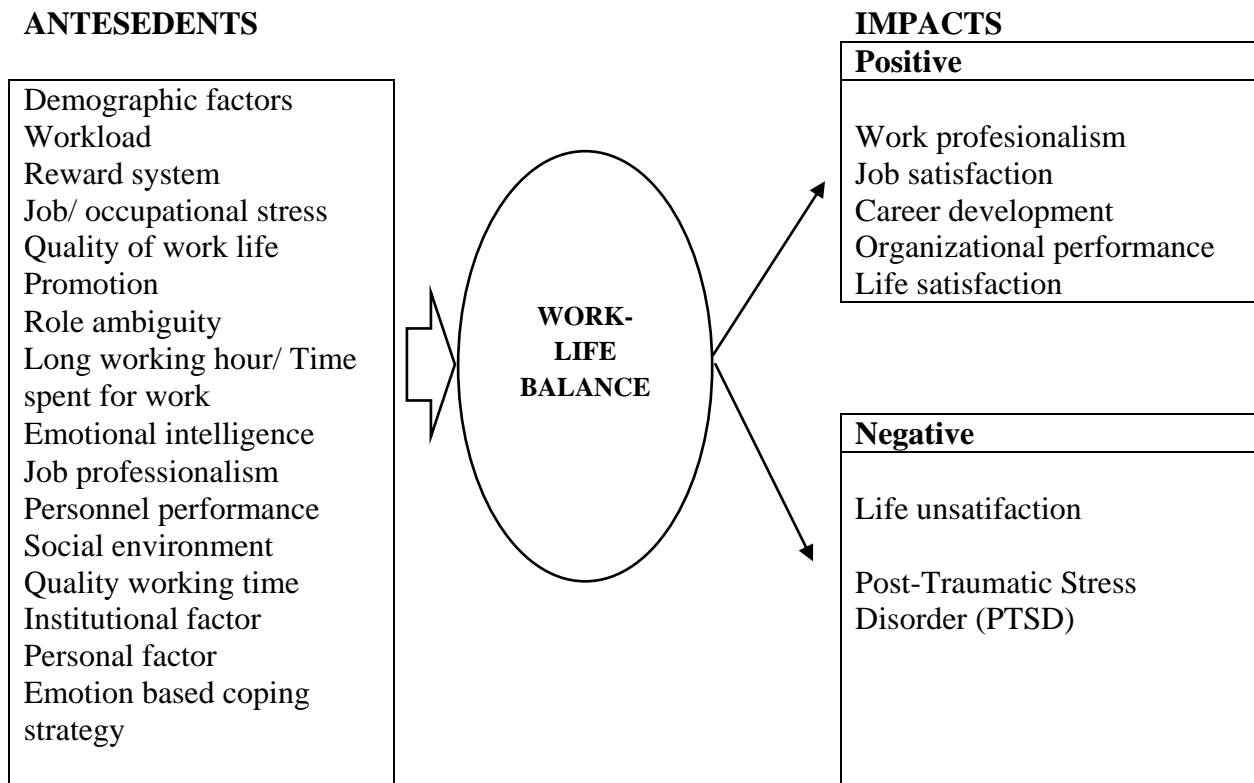 ANTESEDENTS
Demographic factors
Workload
Reward system
Job/ occupational stress
Quality of work life
Promotion
Role ambiguity
Long working hour/ Time
spent for work
Emotional intelligence
Job professionalism
Personnel performance
Social environment
Quality working time
Institutional factor
Personal factor
Emotion based coping
strategy
WORK-
LIFE
BALANCE
IMPACTS
Positive
Work profesionalism
Job satisfaction
Career development
Organizational performance
Life satisfaction
Negative
Life unsatifaction
Post-Traumatic Stress
Disorder (PTSD)